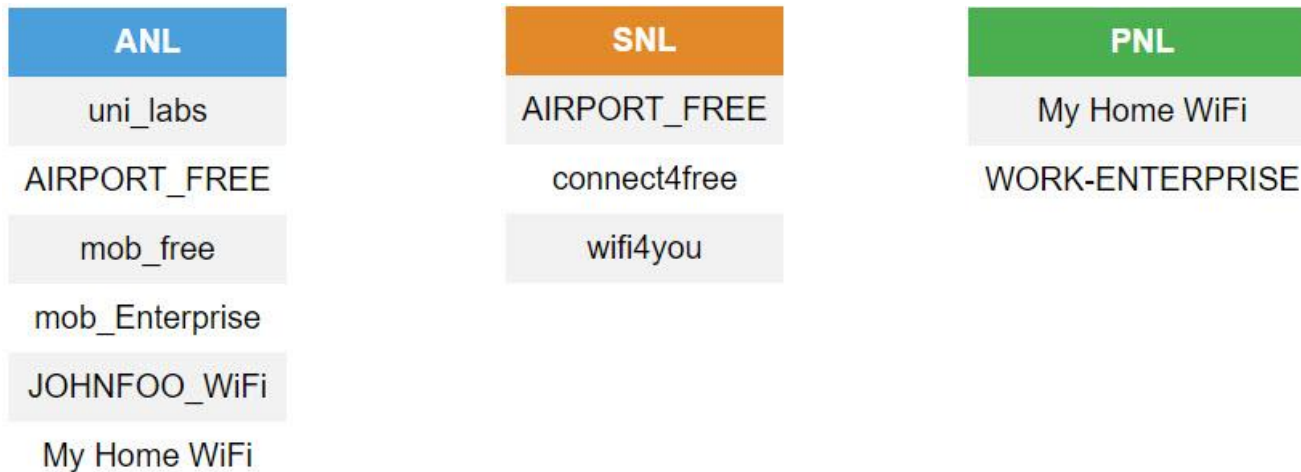 ANL
uni_labs
AIRPORT_FREE
mob_free
mob_Enterprise
JOHNFOO_WiFi
My Home WiFi
SNL
AIRPORT_FREE
connect4free
wifi4you
PNL
My Home WiFi
WORK-ENTERPRISE